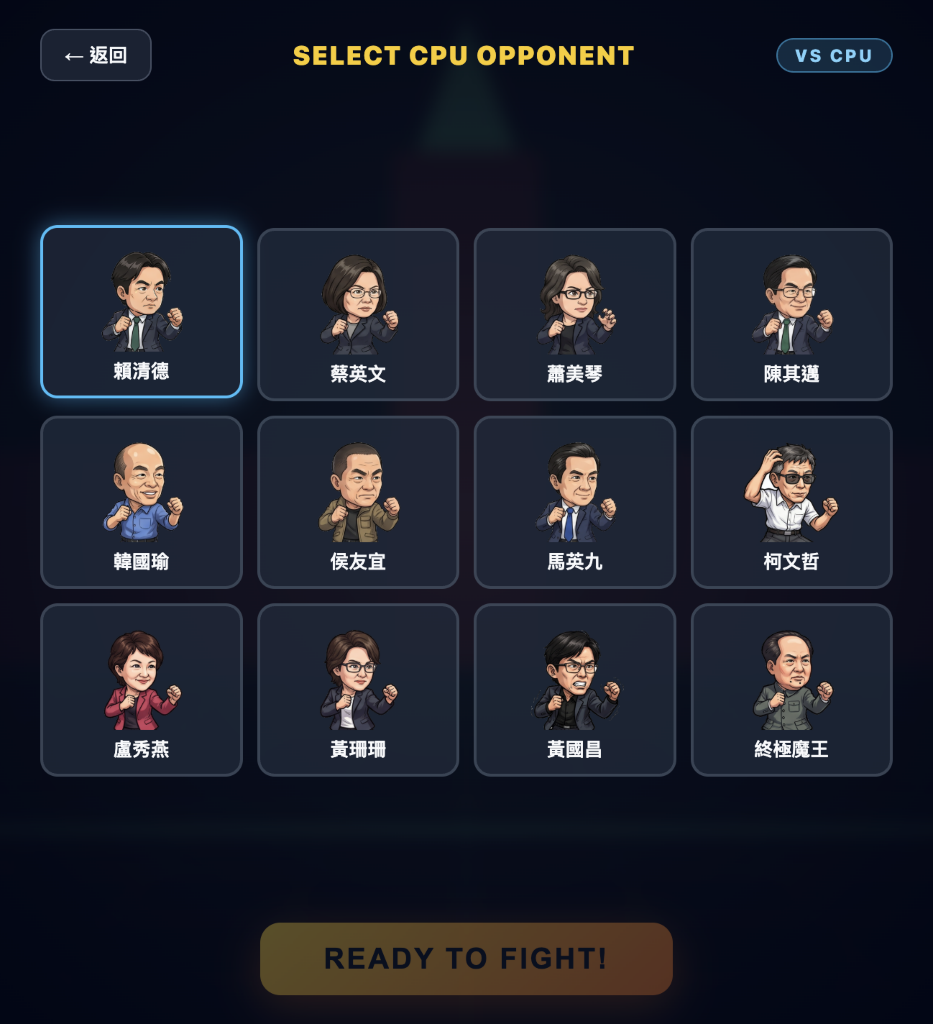 ← 返回
SELECT CPU OPPONENT
VS CPU
賴清德
蔡英文
蕭美琴
陳其邁
韓國瑜
侯友宜
馬英九
柯文哲
盧秀燕
黃珊珊
黃國昌
終極魔王
READY TO FIGHT!